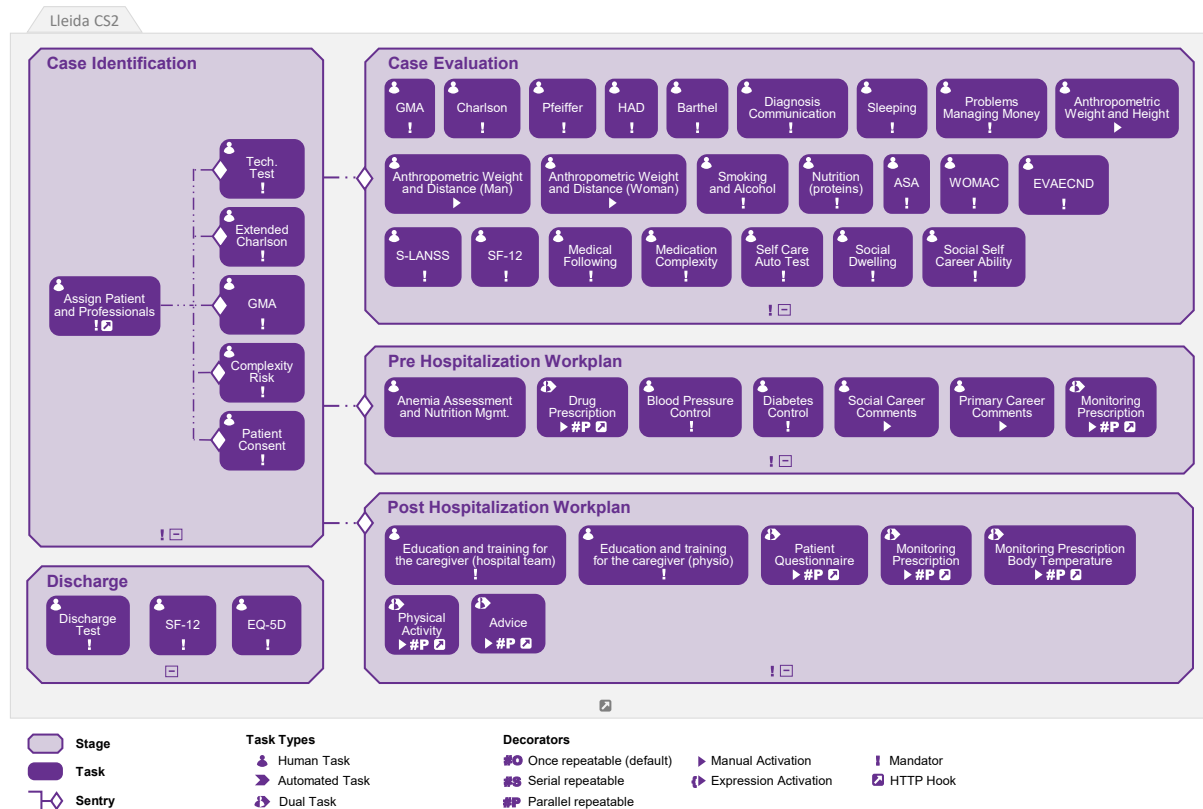 Lleida CS2
Case Identification
Tech.
Test
!
Extended
Charlson
!
Assign Patient
and Professionals
!
GMA
!
Complexity
Risk
!
Patient
Consent
!
!
Discharge
Discharge
Test
!
SF-12
!
EQ-5D
!
Case Evaluation
GMA
!
Charlson
!
Pfeiffer
!
HAD
!
Barthel
!
Diagnosis
Communication
!
Sleeping
!
Problems
Managing Money
!
Anthropometric
Weight and Height
Anthropometric Weight
and Distance (Man)
Anthropometric Weight
and Distance (Woman)
Smoking
and Alcohol
!
Nutrition
(proteins)
!
ASA
!
WOMAC
!
EVAECND
!
S-LANSS
!
SF-12
!
Medical
Following
!
Medication
Complexity
!
Self Care
Auto Test
!
Social
Dwelling
!
Social Self
Career Ability
!
!
Pre Hospitalization Workplan
Anemia Assessment
and Nutrition Mgmt.
Drug
Prescription
#P
Blood Pressure
Control
!
Diabetes
Control
!
Social Career
Comments
Primary Career
Comments
Monitoring
Prescription
#P
!
Post Hospitalization Workplan
Education and training for
the caregiver (hospital team)
!
Education and training
for the caregiver (physio)
!
Patient
Questionnaire
#P
Monitoring
Prescription
#P
Monitoring Prescription
Body Temperature
#P
Physical
Activity
#P
Advice
#P
!
Stage
Task
Sentry
Task Types
Human Task
Automated Task
Dual Task
Decorators
#O Once repeatable (default)
#S Serial repeatable
#P Parallel repeatable
Manual Activation
Expression Activation
! Mandator
HTTP Hook